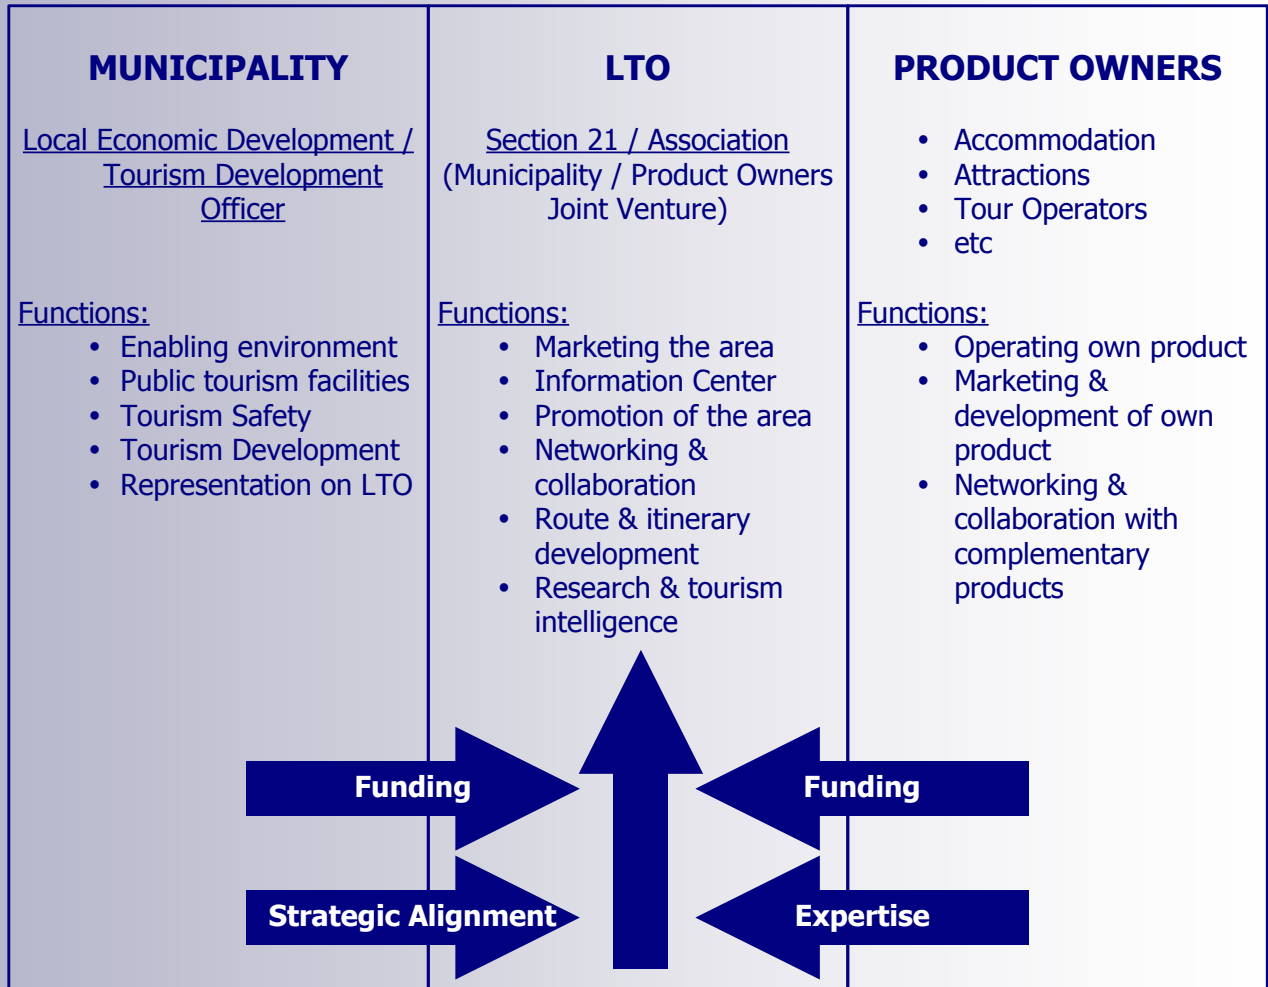 MUNICIPALITY
Local Economic Development /
Tourism Development
Officer
Functions:
• Enabling environment
• Public tourism facilities
• Tourism Safety
• Tourism Development
• Representation on LTO
LTO
Section 21 / Association
(Municipality / Product Owners
Joint Venture)
Functions:
• Marketing the area
• Information Center
• Promotion of the area
• Networking &
collaboration
• Route & itinerary
development
• Research & tourism
intelligence
PRODUCT OWNERS
• Accommodation
• Attractions
• Tour Operators
• etc
Functions:
• Operating own product
• Marketing &
development of own
product
• Networking &
collaboration with
complementary
products
Funding
Funding
Strategic Alignment
Expertise